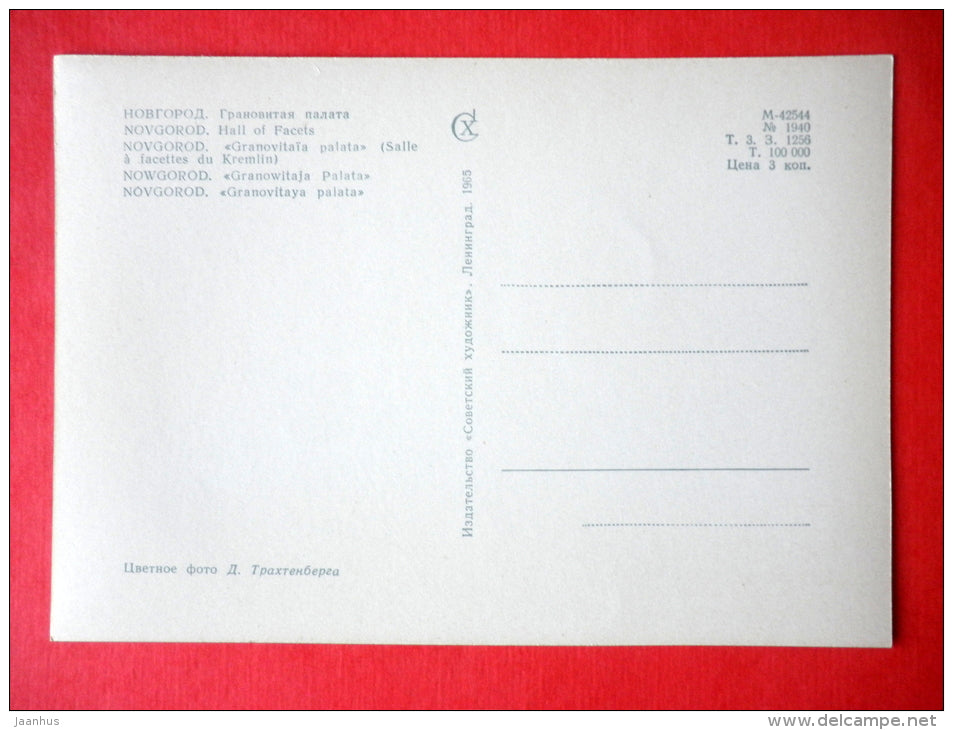 НОВГОРОД. Грановитая палата
NOVGOROD. Hall of Facets
NOVGOROD. «Granovitaïa palata» (Salle
à facettes du Kremlin)
NOWGOROD. «Granowitaja Palata»
NÓVGOROD. «Granovitaya palata»
Цветное фото Д. Трахтенберга
СХ
Издательство «Советский художник». Ленинград. 1965
М-42544
№ 1940
Т. 3. З. 1256
Т. 100 000
Цена 3 коп.
jaanhus
www.delcampe.net